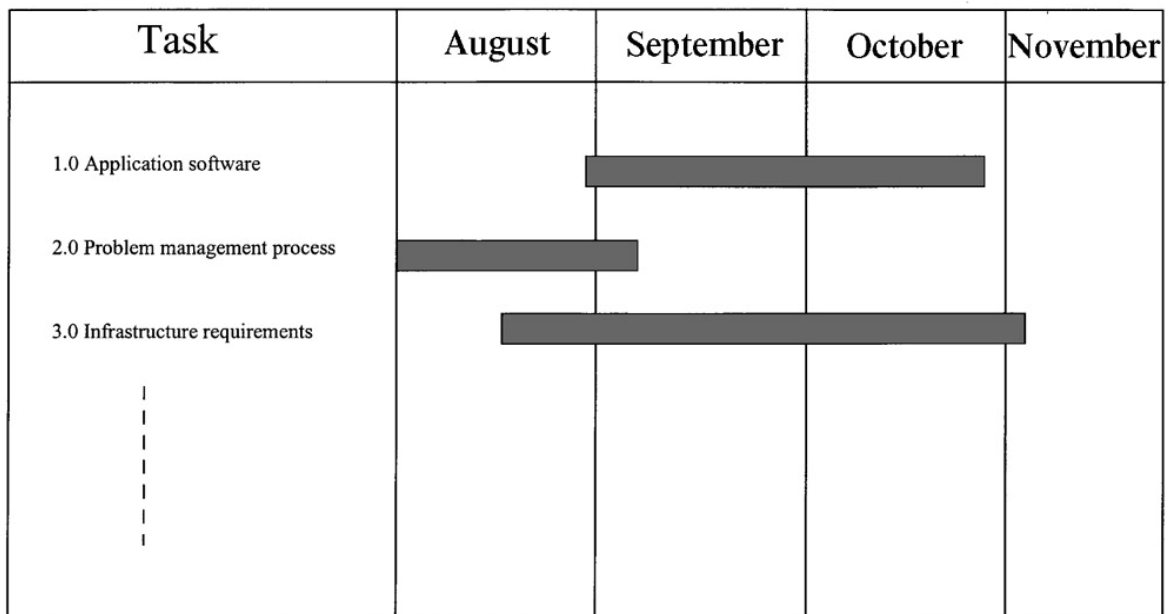 Task August September October November
1.0 Application software
2.0 Problem management process
3.0 Infrastructure requirements